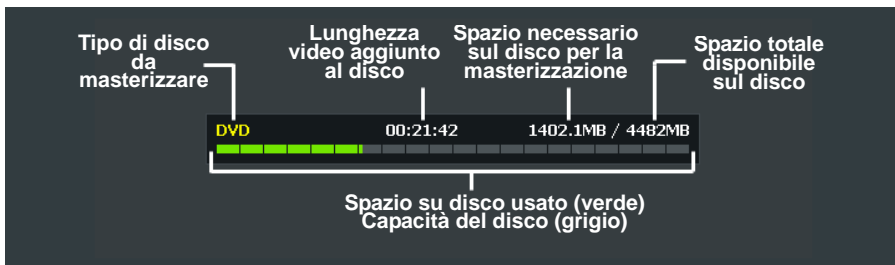 Tipo di disco
da
masterizzare
Lunghezza
video aggiunto
al disco
Spazio necessario
sul disco per la
masterizzazione
Spazio totale
disponibile
sul disco
DVD 00:21:42 1402.1MB / 4482MB
Spazio su disco usato (verde)
Capacità del disco (grigio)